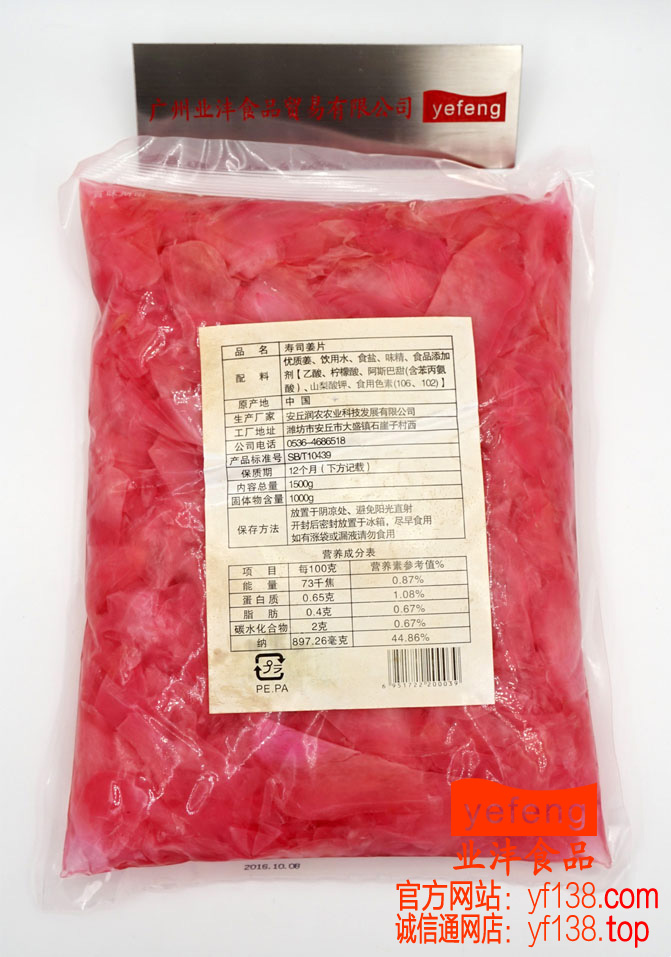 广州业沣食品贸易有限公司 yefeng
品 名 寿司姜片
配 料 优质姜、饮用水、食盐、味精、食品添加
剂【乙酸、柠檬酸、阿斯巴甜(含苯丙氨
酸)、山梨酸钾、食用色素(106、102)】
原产地 中 国
生产厂家 安丘润农农业科技发展有限公司
工厂地址 潍坊市安丘市大盛镇石崖子村西
公司电话 0536-4686518
产品标准号 SB/T10439
保质期 12个月（下方记载）
内容总量 1500g
固体物含量 1000g
保存方法 放置于阴凉处、避免阳光直射
开封后密封放置于冰箱，尽早食用
如有涨袋或漏液请勿食用
营养成分表
项 目 每100克 营养素参考值%
能 量 73千焦 0.87%
蛋白质 0.65克 1.08%
脂 肪 0.4克 0.67%
碳水化合物 2克 0.67%
纳 897.26毫克 44.86%
プラ
PE.PA
6951722200039
yefeng
业沣食品
2016.10.08
官方网站：yf138.com
诚信通网店：yf138.top